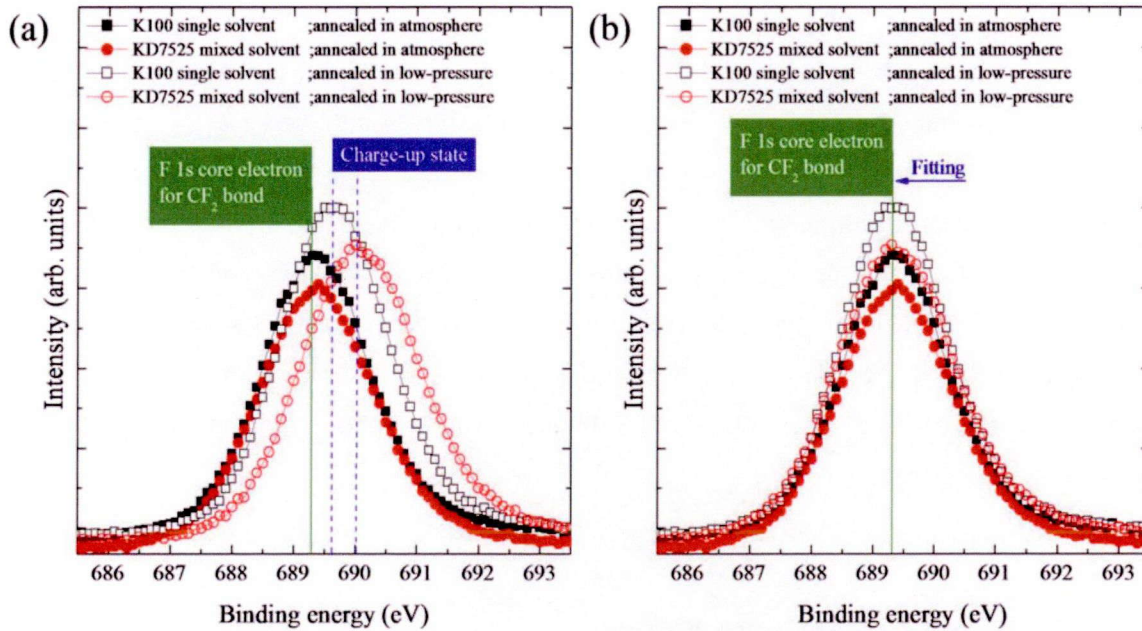 (a)
K100 single solvent ;annealed in atmosphere
KD7525 mixed solvent ;annealed in atmosphere
K100 single solvent ;annealed in low-pressure
KD7525 mixed solvent ;annealed in low-pressure
F 1s core electron
for CF₂ bond
Charge-up state
Intensity (arb. units)
686 687 688 689 690 691 692 693
Binding energy (eV)
(b)
K100 single solvent ;annealed in atmosphere
KD7525 mixed solvent ;annealed in atmosphere
K100 single solvent ;annealed in low-pressure
KD7525 mixed solvent ;annealed in low-pressure
F 1s core electron
for CF₂ bond
Fitting
Intensity (arb. units)
686 687 688 689 690 691 692 693
Binding energy (eV)